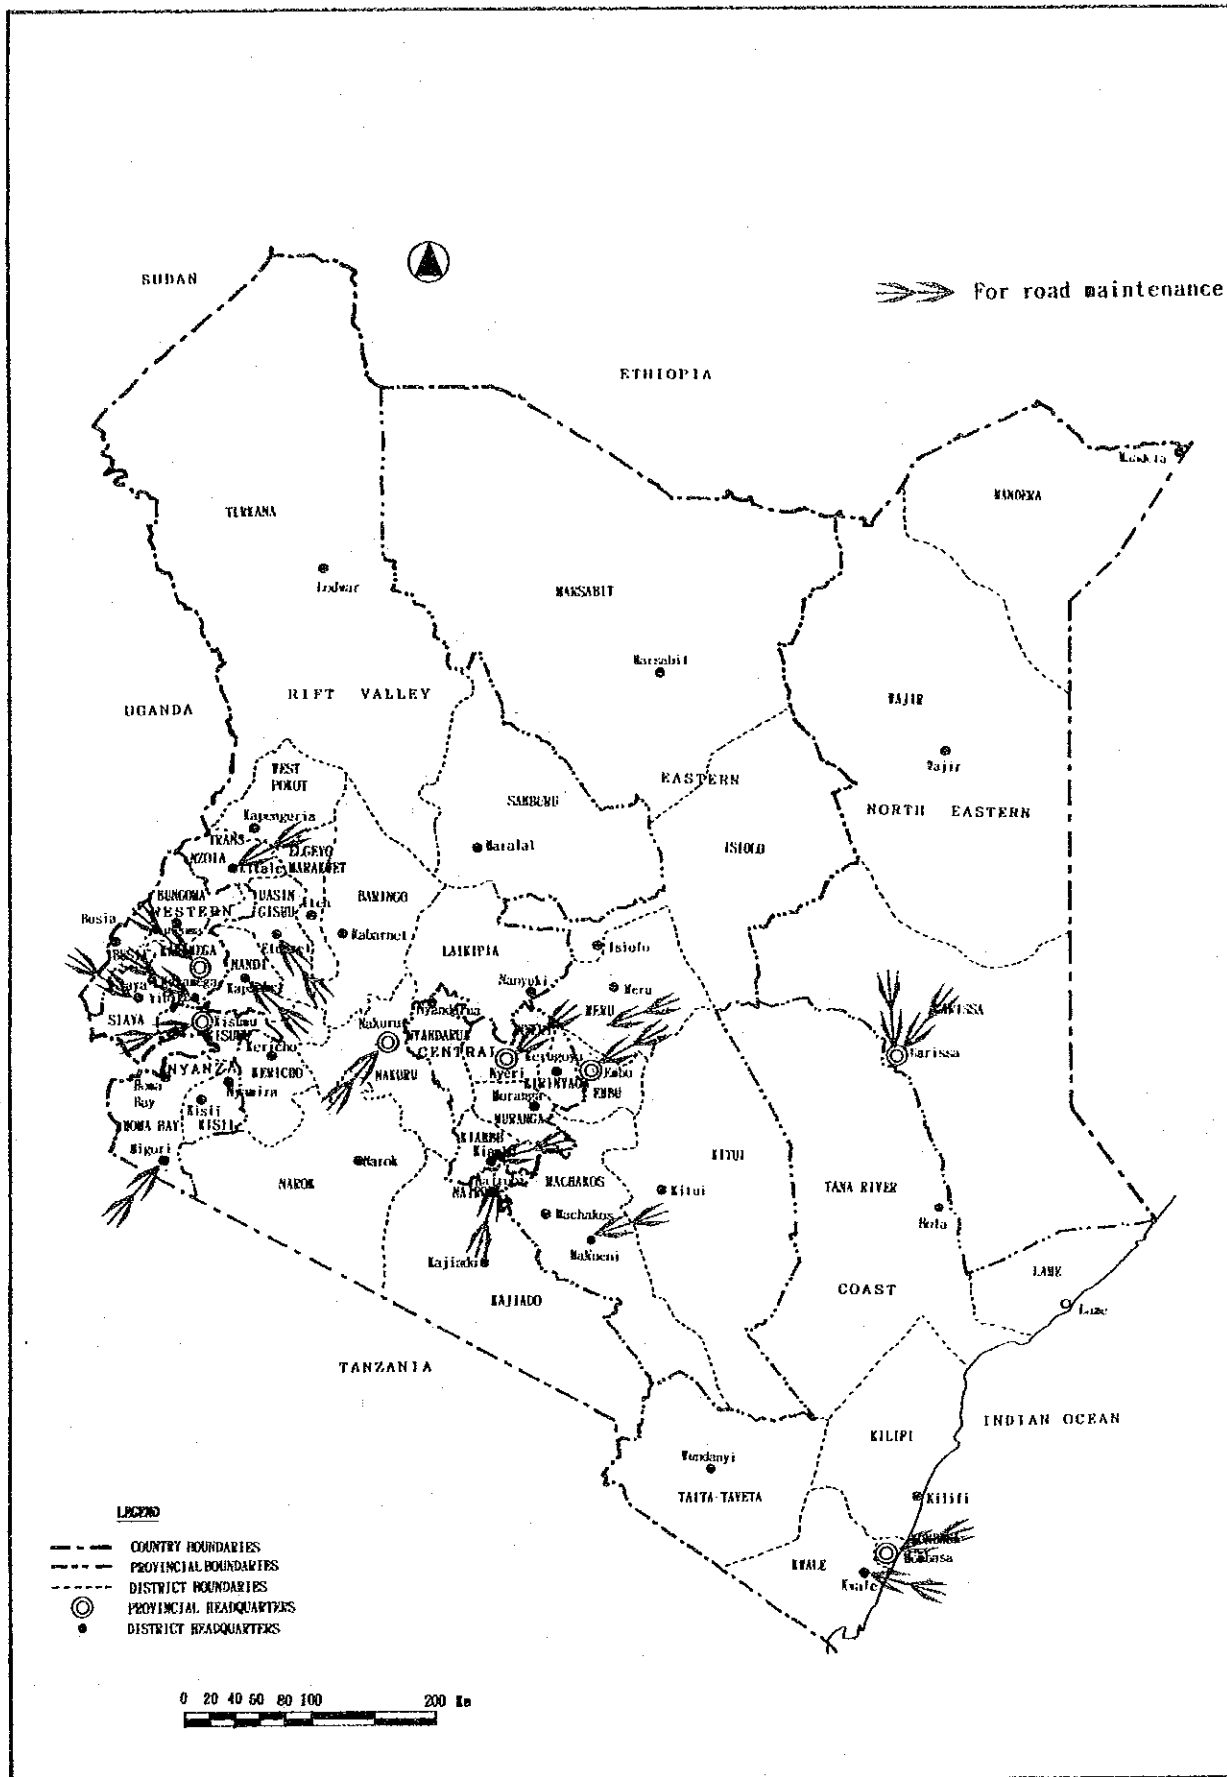 SUDAN
For road maintenance
ETHIOPIA
MANDERA
TURKANA
Lodwar
MARSABIT
Marsabit
RIFT VALLEY
WAJIR
UGANDA
Wajir
WEST
POKOT
EASTERN
SAMBURU
NORTH EASTERN
Kapenguria
TRANS
NZOIA
ELGEYO
MARAKWET
Maralal
ISIOLO
Kitale
BUNGOMA
UASIN
GISHU
BARINGO
WESTERN
Busia
Kabarnet
LAIKIPIA
Isiolo
NANDI
Nanyuki
Meru
MERU
SIAYA
Kisumu
Nakuru
Nyandarua
NYANDARUA
CENTRAL
Garissa
Kericho
KERICHO
NYANZA
NAKURU
Nyeri
Kerugoya
Embu
EMBU
Homa
Bay
Nyamira
Kisii
KISII
Muranga
MURANGA
HOMA BAY
KIAMBU
Migori
Narok
NAROK
MACHAKOS
KITUI
Kitui
TANA RIVER
Hola
Machakos
Makueni
Kajiado
KAJIADO
COAST
LAMU
Lamu
TANZANIA
INDIAN OCEAN
KILIFI
Wundanyi
TAITA-TAVETA
Kilifi
KWALE
Mombasa
Kwale
LEGEND
COUNTRY BOUNDARIES
PROVINCIAL BOUNDARIES
DISTRICT BOUNDARIES
PROVINCIAL HEADQUARTERS
DISTRICT HEADQUARTERS
0 20 40 60 80 100 200 Km